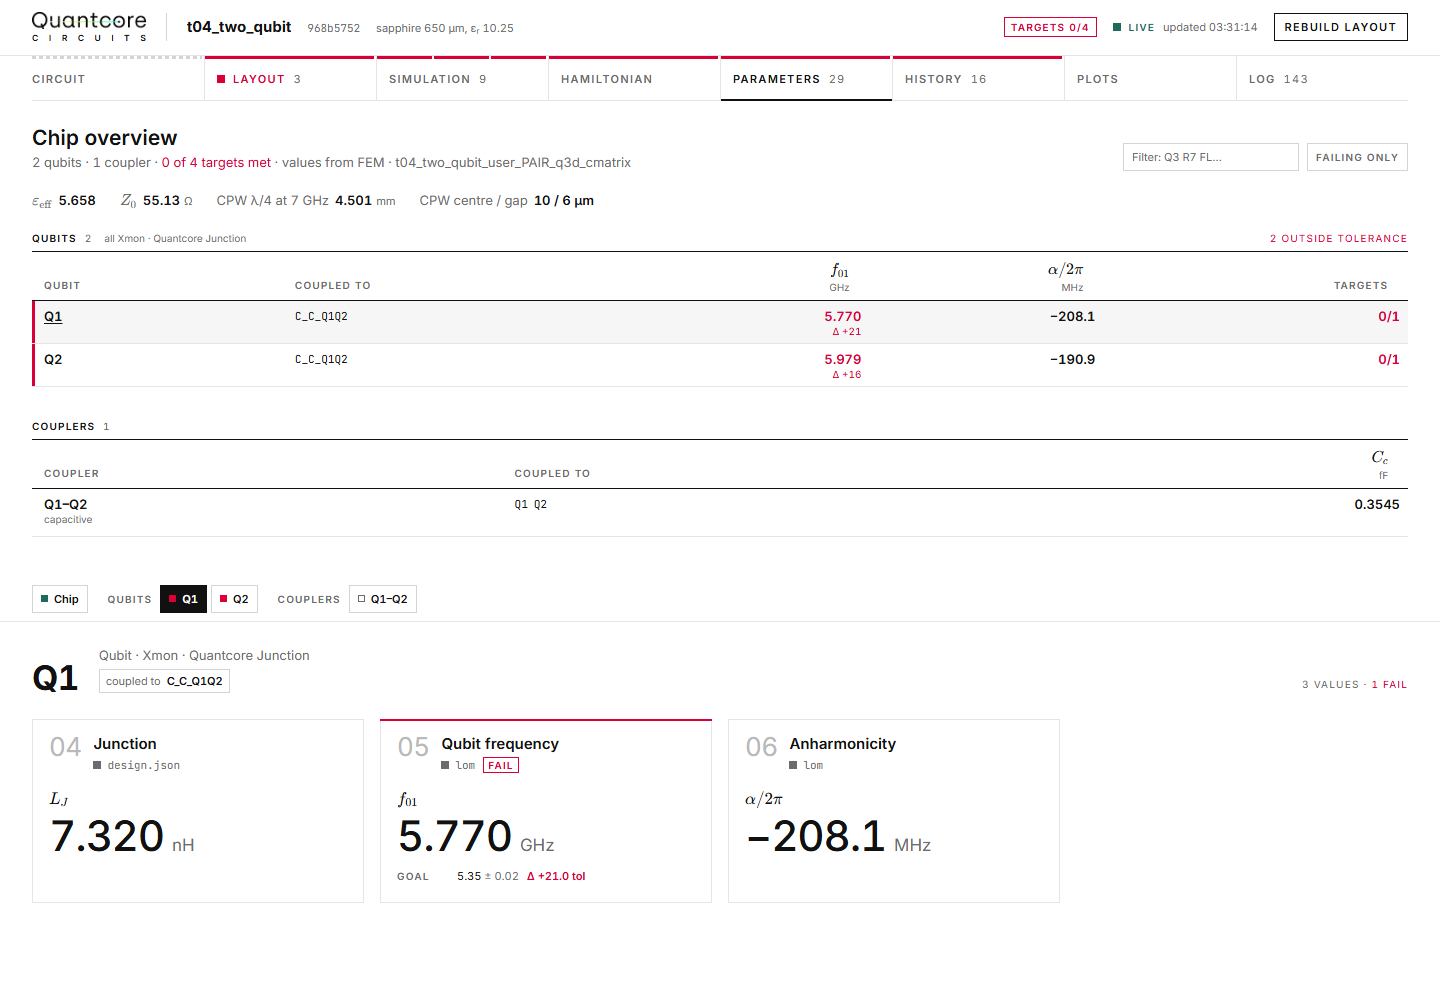 Quantcore
CIRCUITS
t04_two_qubit 968b5752 sapphire 650 µm, εᵣ 10.25
TARGETS 0/4 LIVE updated 03:31:14 REBUILD LAYOUT
CIRCUIT LAYOUT 3 SIMULATION 9 HAMILTONIAN PARAMETERS 29 HISTORY 16 PLOTS LOG 143
Chip overview
2 qubits · 1 coupler · 0 of 4 targets met · values from FEM · t04_two_qubit_user_PAIR_q3d_cmatrix
Filter: Q3 R7 FL... FAILING ONLY
εeff 5.658 Z0 55.13 Ω CPW λ/4 at 7 GHz 4.501 mm CPW centre / gap 10 / 6 µm
QUBITS 2 all Xmon · Quantcore Junction 2 OUTSIDE TOLERANCE
QUBIT COUPLED TO f01 GHz α/2π MHz TARGETS
Q1 C_C_Q1Q2 5.770 −208.1 0/1
Δ +21
Q2 C_C_Q1Q2 5.979 −190.9 0/1
Δ +16
COUPLERS 1
COUPLER COUPLED TO Cc fF
Q1–Q2 Q1 Q2 0.3545
capacitive
Chip QUBITS Q1 Q2 COUPLERS Q1–Q2
Q1
Qubit · Xmon · Quantcore Junction
coupled to C_C_Q1Q2
3 VALUES · 1 FAIL
04 Junction
design.json
LJ
7.320 nH
05 Qubit frequency
lom FAIL
f01
5.770 GHz
GOAL 5.35 ± 0.02 Δ +21.0 tol
06 Anharmonicity
lom
α/2π
−208.1 MHz